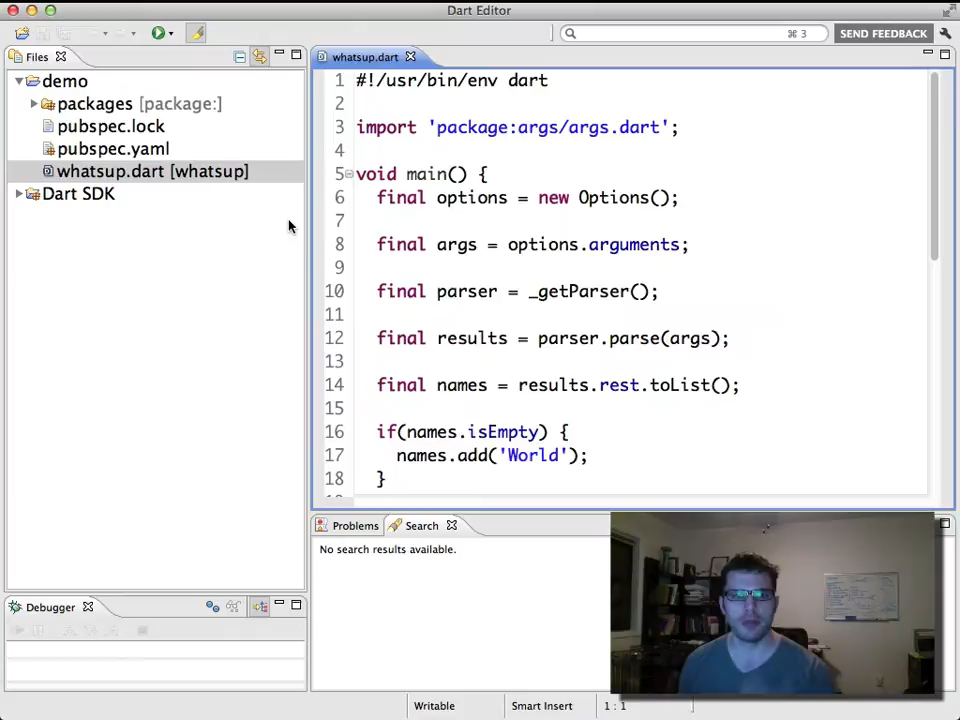 Dart Editor
⌘ 3
SEND FEEDBACK
Files
demo
packages [package:]
pubspec.lock
pubspec.yaml
whatsup.dart [whatsup]
Dart SDK
whatsup.dart
1 #!/usr/bin/env dart
2
3 import 'package:args/args.dart';
4
5 void main() {
6 final options = new Options();
7
8 final args = options.arguments;
9
10 final parser = _getParser();
11
12 final results = parser.parse(args);
13
14 final names = results.rest.toList();
15
16 if(names.isEmpty) {
17 names.add('World');
18 }
Problems
Search
No search results available.
Debugger
Writable
Smart Insert
1 : 1